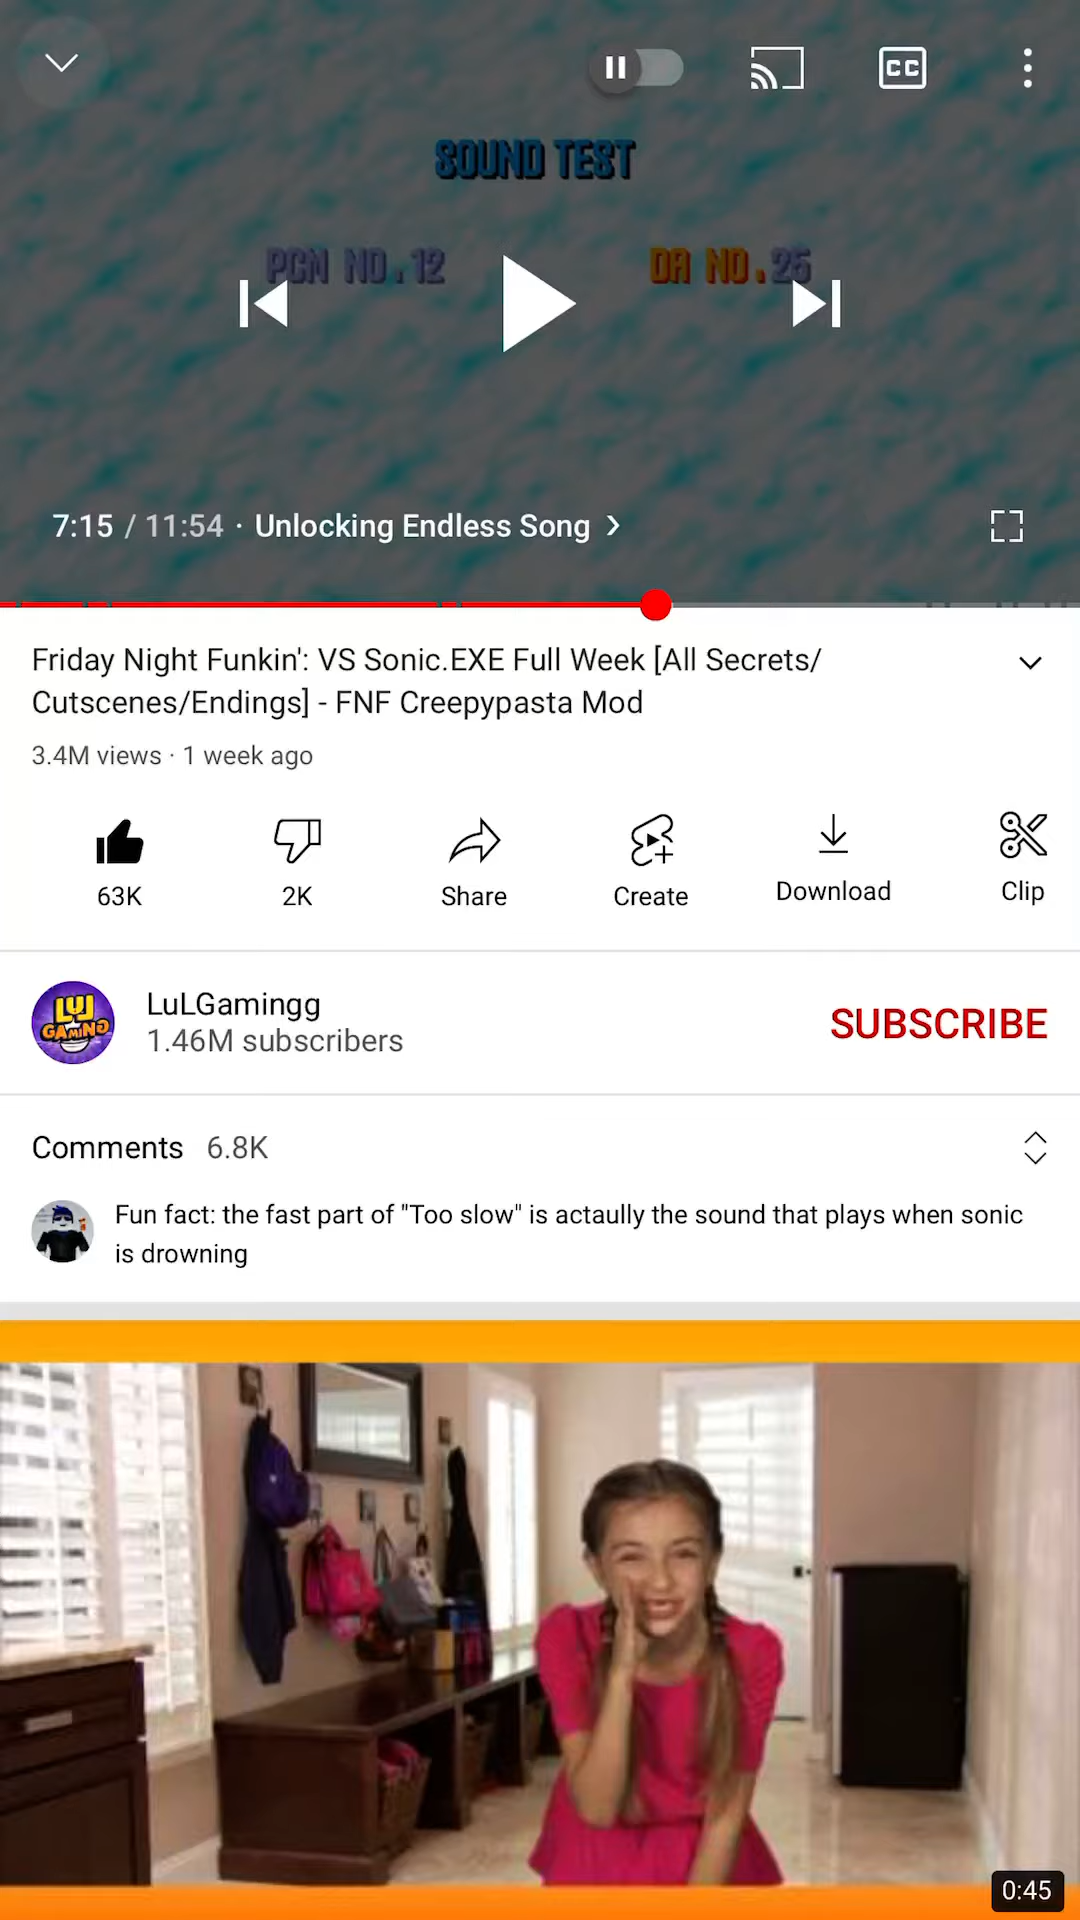 CC
SOUND TEST
PCM NO.12 DA NO.25
7:15 / 11:54 · Unlocking Endless Song
Friday Night Funkin': VS Sonic.EXE Full Week [All Secrets/
Cutscenes/Endings] - FNF Creepypasta Mod
3.4M views · 1 week ago
63K 2K Share Create Download Clip
LUL
GAMING
LuLGamingg
1.46M subscribers
SUBSCRIBE
Comments 6.8K
Fun fact: the fast part of "Too slow" is actaully the sound that plays when sonic
is drowning
0:45